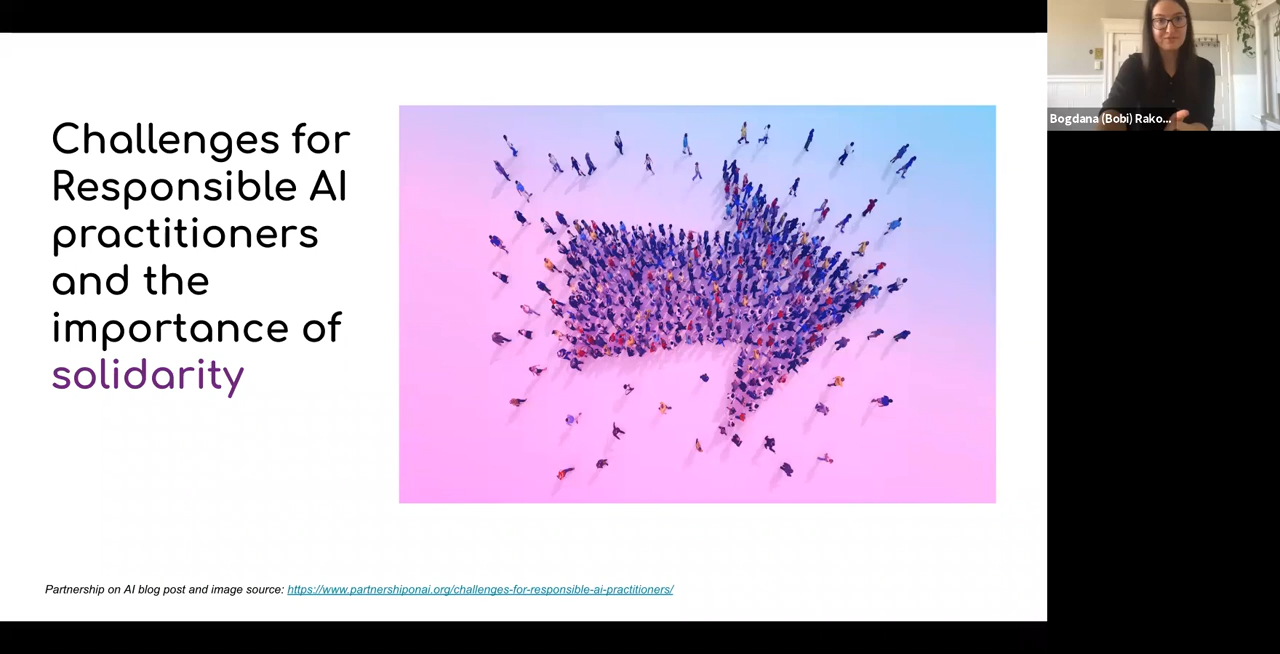 Challenges for
Responsible AI
practitioners
and the
importance of
solidarity
Partnership on AI blog post and image source: https://www.partnershiponai.org/challenges-for-responsible-ai-practitioners/
Bogdana (Bobi) Rako...